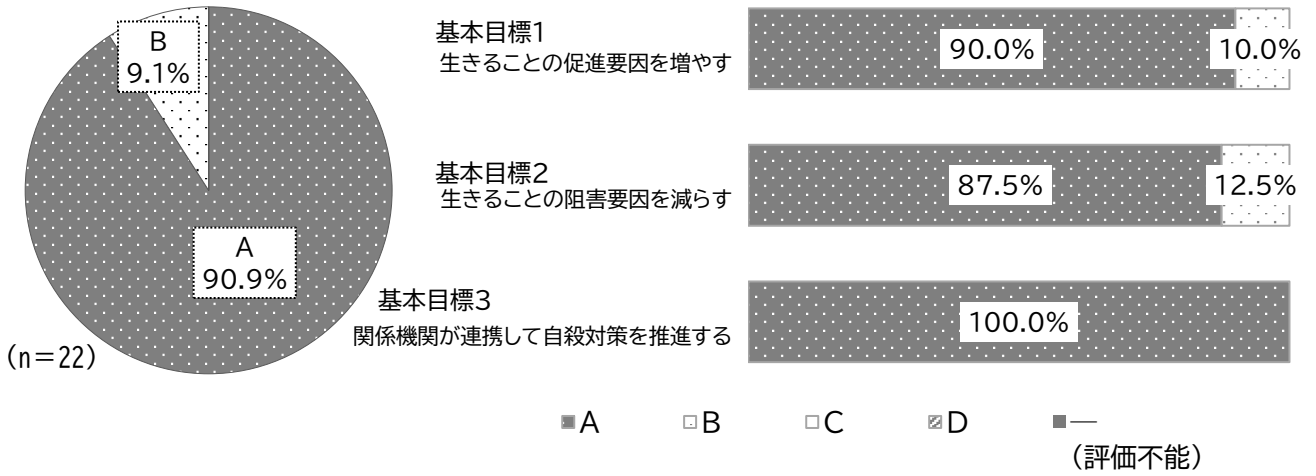 B
9.1%
A
90.9%
(n=22)
基本目標1
生きることの促進要因を増やす
90.0%
10.0%
基本目標2
生きることの阻害要因を減らす
87.5%
12.5%
基本目標3
関係機関が連携して自殺対策を推進する
100.0%
A B C D —
(評価不能)